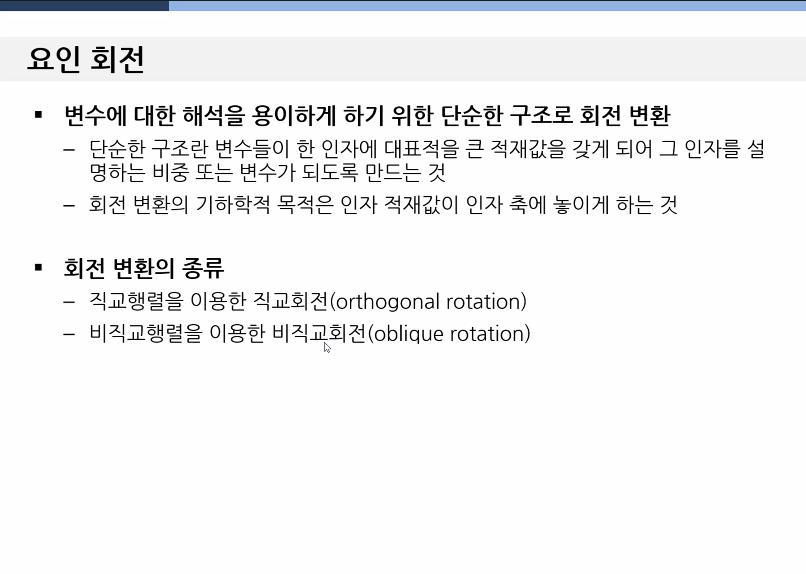 요인 회전
▪ 변수에 대한 해석을 용이하게 하기 위한 단순한 구조로 회전 변환
– 단순한 구조란 변수들이 한 인자에 대표적을 큰 적재값을 갖게 되어 그 인자를 설
명하는 비중 또는 변수가 되도록 만드는 것
– 회전 변환의 기하학적 목적은 인자 적재값이 인자 축에 놓이게 하는 것
▪ 회전 변환의 종류
– 직교행렬을 이용한 직교회전(orthogonal rotation)
– 비직교행렬을 이용한 비직교회전(oblique rotation)